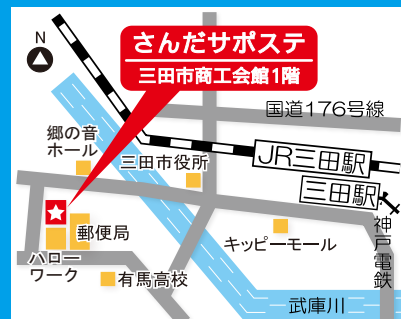 N
さんだサポステ
三田市商工会館1階
国道176号線
郷の音
ホール
三田市役所
JR三田駅
三田駅
神戸電鉄
郵便局
キッピーモール
ハロー
ワーク
有馬高校
武庫川